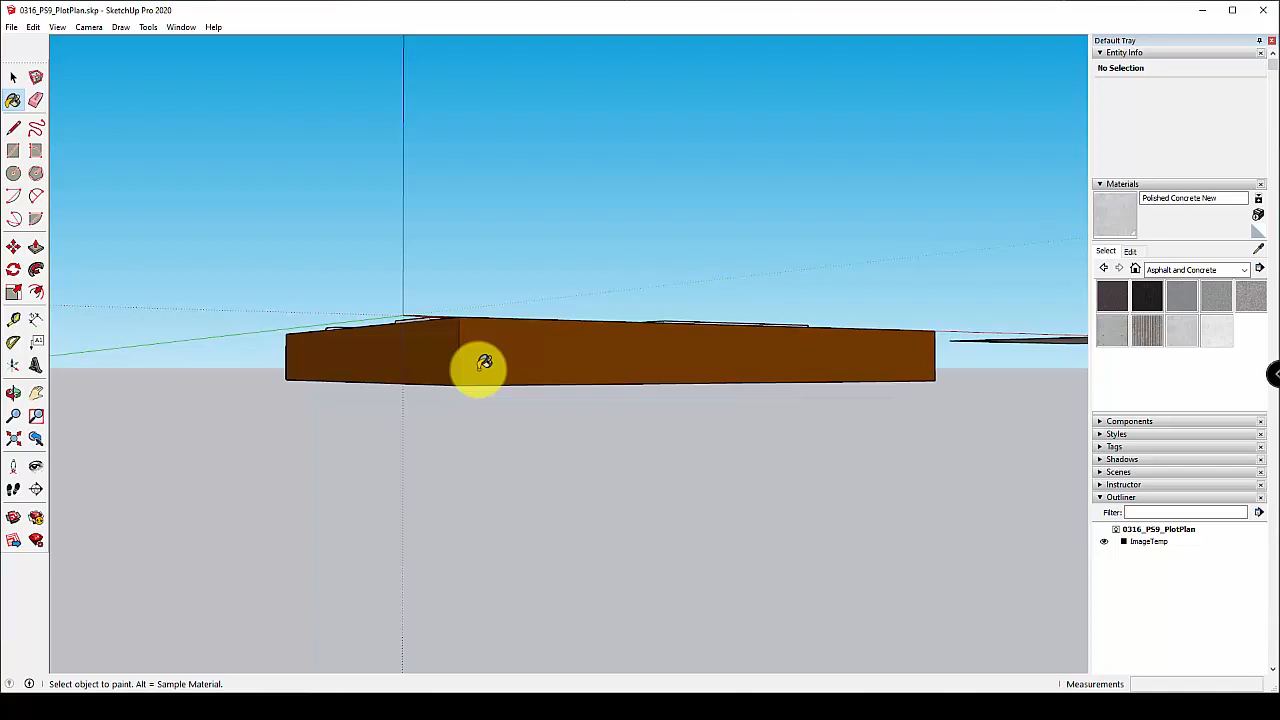 0316_PS9_PlotPlan.skp - SketchUp Pro 2020
File Edit View Camera Draw Tools Window Help
Default Tray
Entity Info
No Selection
Materials
Polished Concrete New
Select Edit
Asphalt and Concrete
A1
Components
Styles
Tags
Shadows
Scenes
Instructor
Outliner
Filter:
0316_PS9_PlotPlan
ImageTemp
Select object to paint. Alt = Sample Material.
Measurements